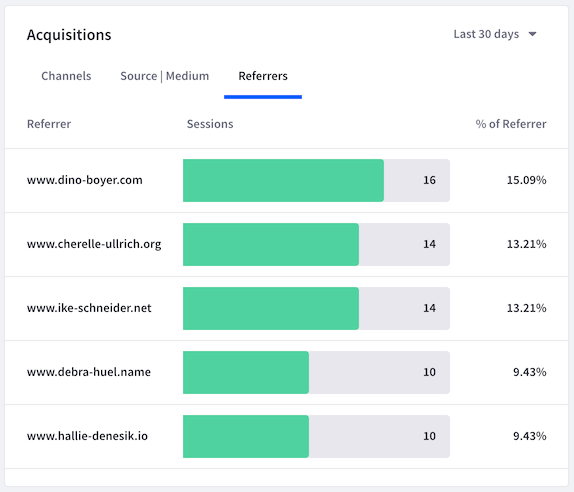 Acquisitions
Last 30 days
Channels Source | Medium Referrers
Referrer Sessions % of Referrer
www.dino-boyer.com 16 15.09%
www.cherelle-ullrich.org 14 13.21%
www.ike-schneider.net 14 13.21%
www.debra-huel.name 10 9.43%
www.hallie-denesik.io 10 9.43%